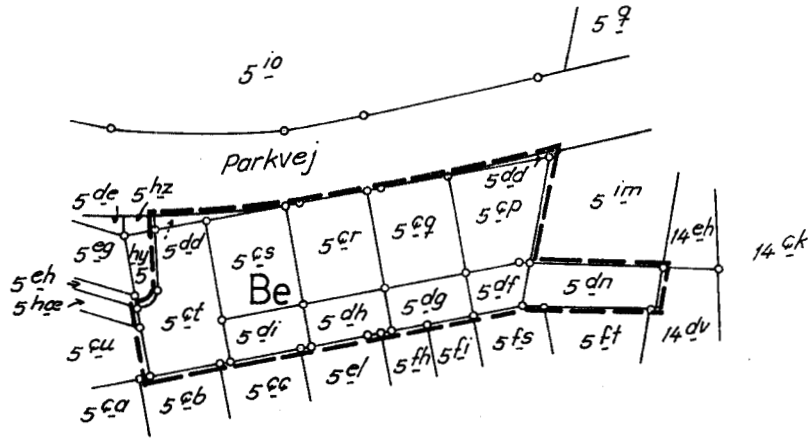 5 q
5 io
Parkvej
5 de
5 hz
5 dd
5 im
5 eg
hy
5
5 dd
5 cs
5 cr
5 cq
5 cp
14 eh
14 ck
5 eh
5 hæ
5 ct
Be
5 di
5 dh
5 dg
5 df
5 dn
5 cu
14 dv
5 ca
5 cb
5 cc
5 el
5 fh
5 fi
5 fs
5 ft